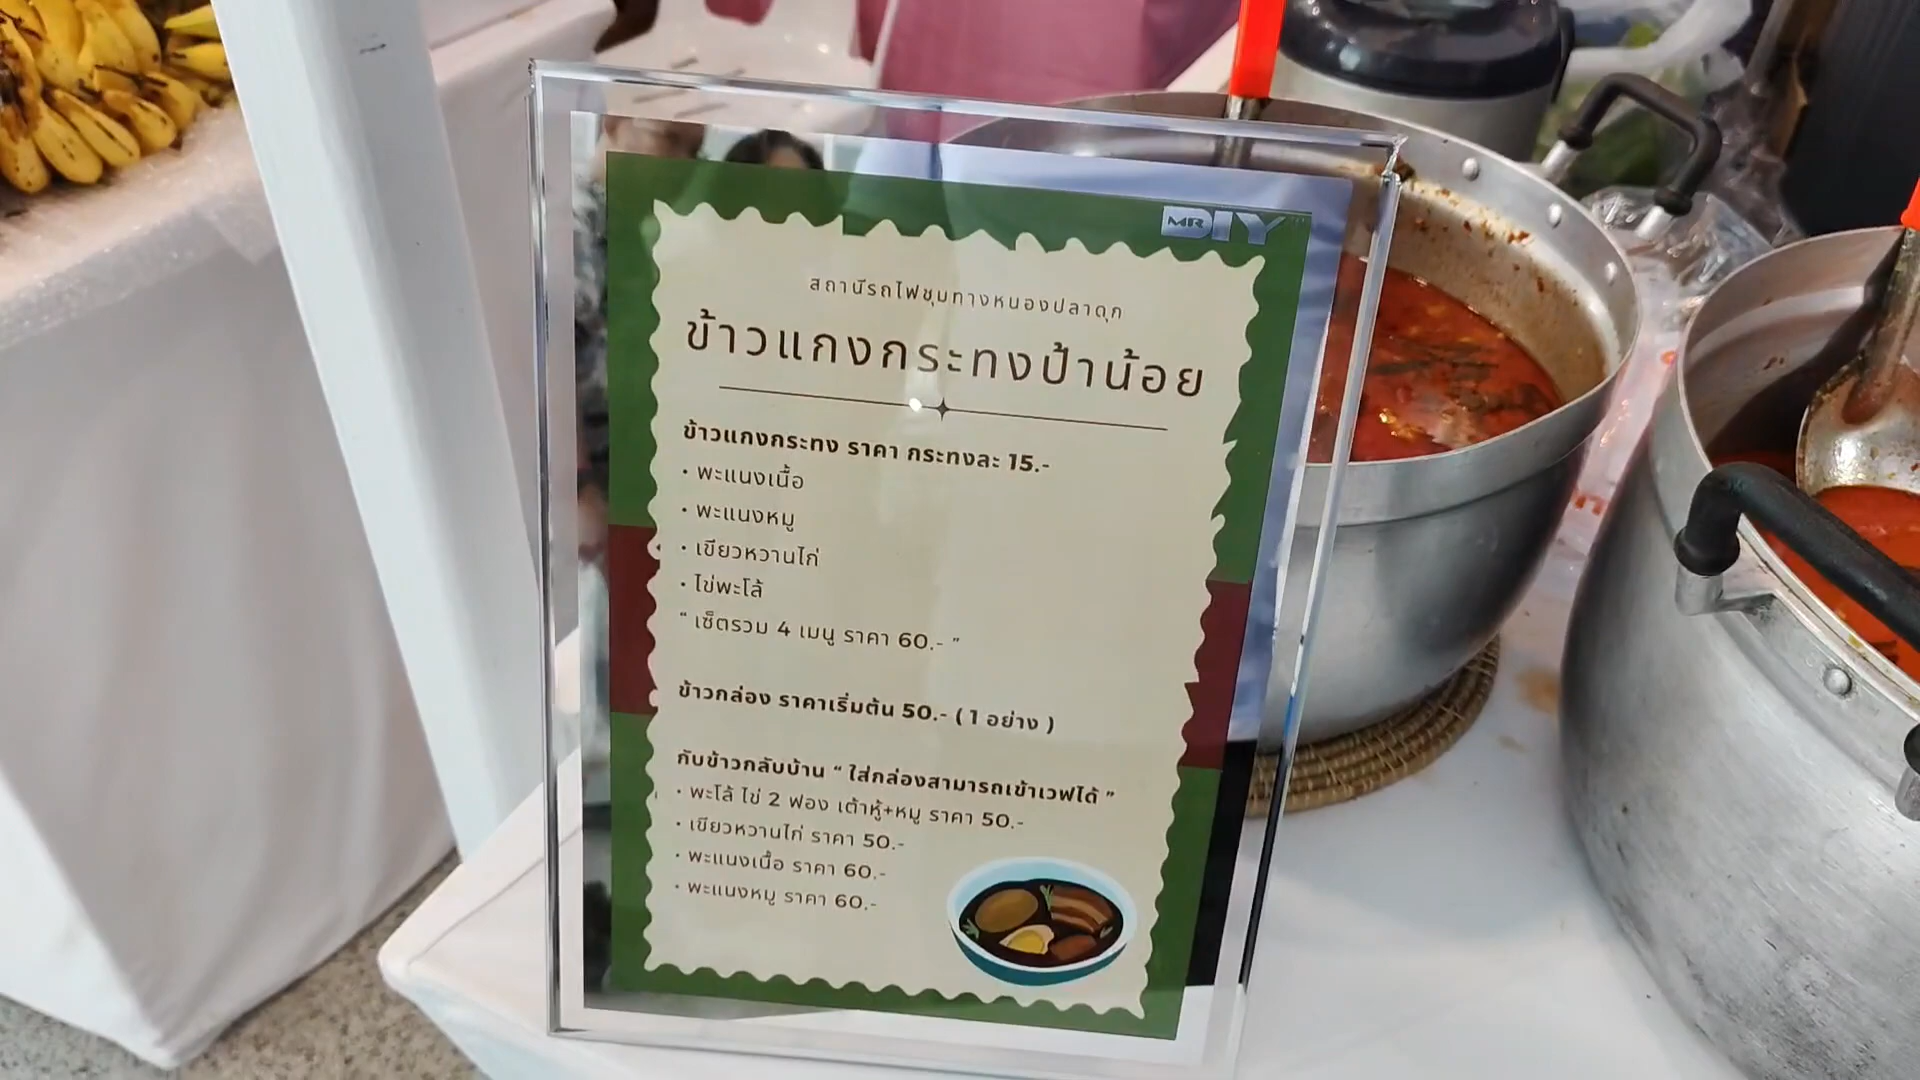 MR DIY
สถานีรถไฟชุมทางหนองปลาดุก
ข้าวแกงกระทงป้าน้อย
ข้าวแกงกระทง ราคา กระทงละ 15.-
• พะแนงเนื้อ
• พะแนงหมู
• เขียวหวานไก่
• ไข่พะโล้
“ เซ็ตรวม 4 เมนู ราคา 60.- ”
ข้าวกล่อง ราคาเริ่มต้น 50.- ( 1 อย่าง )
กับข้าวกลับบ้าน “ ใส่กล่องสามารถเข้าเวฟได้ ”
• พะโล้ ไข่ 2 ฟอง เต้าหู้+หมู ราคา 50.-
• เขียวหวานไก่ ราคา 50.-
• พะแนงเนื้อ ราคา 60.-
• พะแนงหมู ราคา 60.-